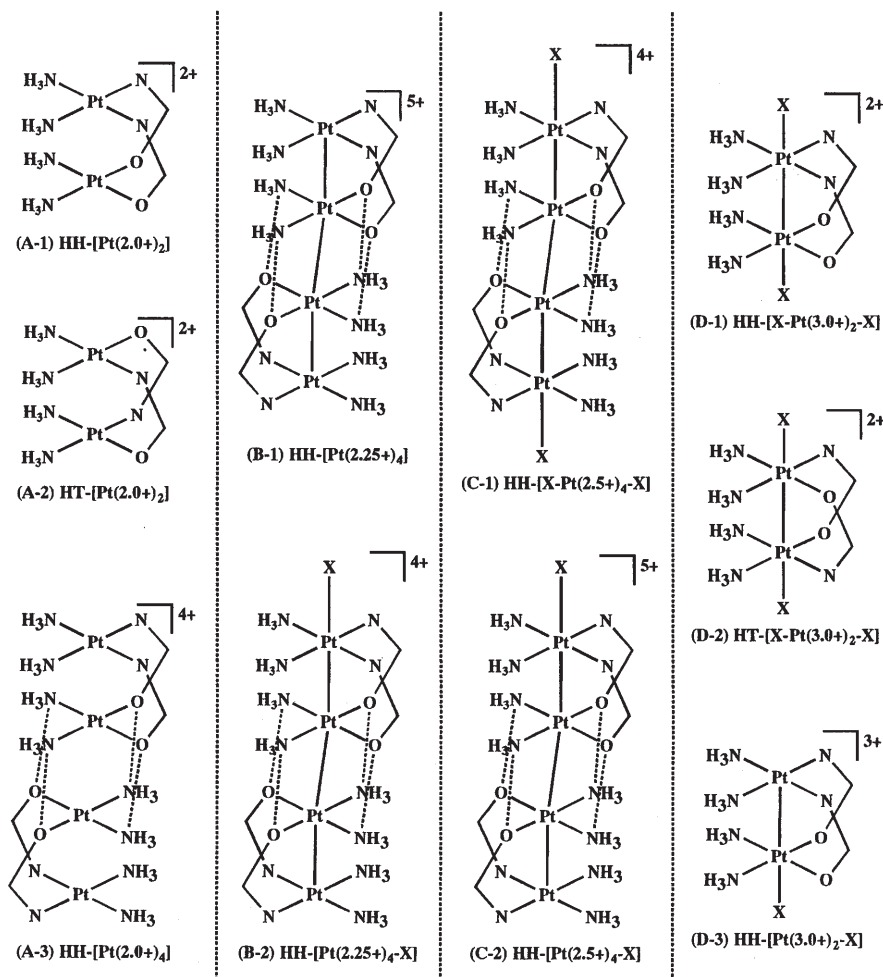 2+
H3N N
Pt
H3N N
H3N O
Pt
H3N O
(A-1) HH-[Pt(2.0+)2]
2+
H3N O
Pt
H3N N
H3N N
Pt
H3N O
(A-2) HT-[Pt(2.0+)2]
4+
H3N N
Pt
H3N N
H3N O
Pt
H3N O
O NH3
Pt
O NH3
N NH3
Pt
N NH3
(A-3) HH-[Pt(2.0+)4]
5+
H3N N
Pt
H3N N
H3N O
Pt
H3N O
O NH3
Pt
O NH3
N NH3
Pt
N NH3
(B-1) HH-[Pt(2.25+)4]
X 4+
H3N N
Pt
H3N N
H3N O
Pt
H3N O
O NH3
Pt
O NH3
N NH3
Pt
N NH3
(B-2) HH-[Pt(2.25+)4-X]
X 4+
H3N N
Pt
H3N N
H3N O
Pt
H3N O
O NH3
Pt
O NH3
N NH3
Pt
N NH3
X
(C-1) HH-[X-Pt(2.5+)4-X]
X 5+
H3N N
Pt
H3N N
H3N O
Pt
H3N O
O NH3
Pt
O NH3
N NH3
Pt
N NH3
(C-2) HH-[Pt(2.5+)4-X]
X 2+
H3N N
Pt
H3N N
H3N O
Pt
H3N O
X
(D-1) HH-[X-Pt(3.0+)2-X]
X 2+
H3N N
Pt
H3N O
H3N O
Pt
H3N N
X
(D-2) HT-[X-Pt(3.0+)2-X]
3+
H3N N
Pt
H3N N
H3N O
Pt
H3N O
X
(D-3) HH-[Pt(3.0+)2-X]